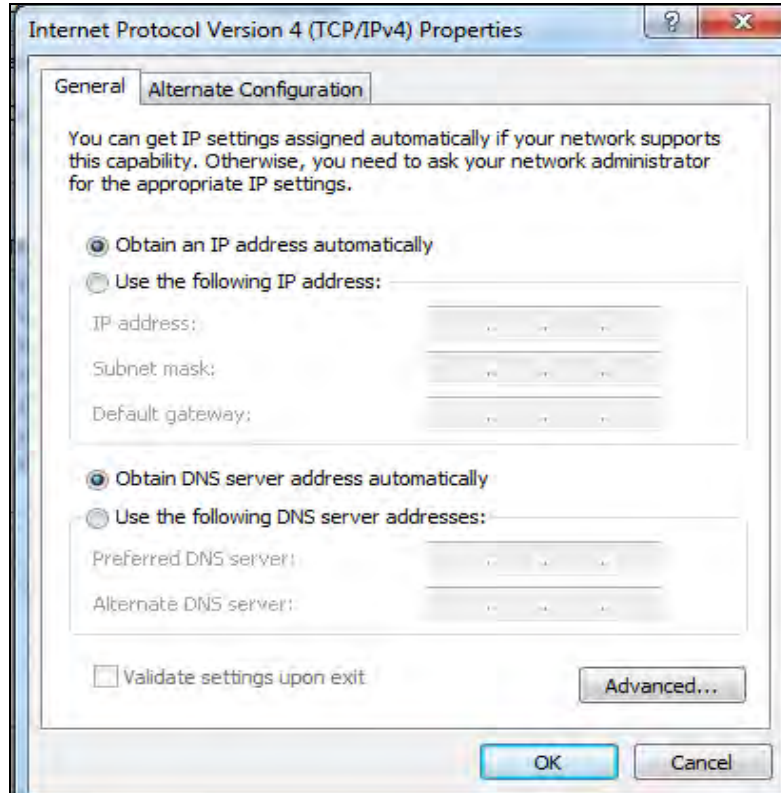 Internet Protocol Version 4 (TCP/IPv4) Properties
General
Alternate Configuration
You can get IP settings assigned automatically if your network supports
this capability. Otherwise, you need to ask your network administrator
for the appropriate IP settings.
Obtain an IP address automatically
Use the following IP address:
IP address:
Subnet mask:
Default gateway:
Obtain DNS server address automatically
Use the following DNS server addresses:
Preferred DNS server:
Alternate DNS server:
Validate settings upon exit
Advanced...
OK
Cancel